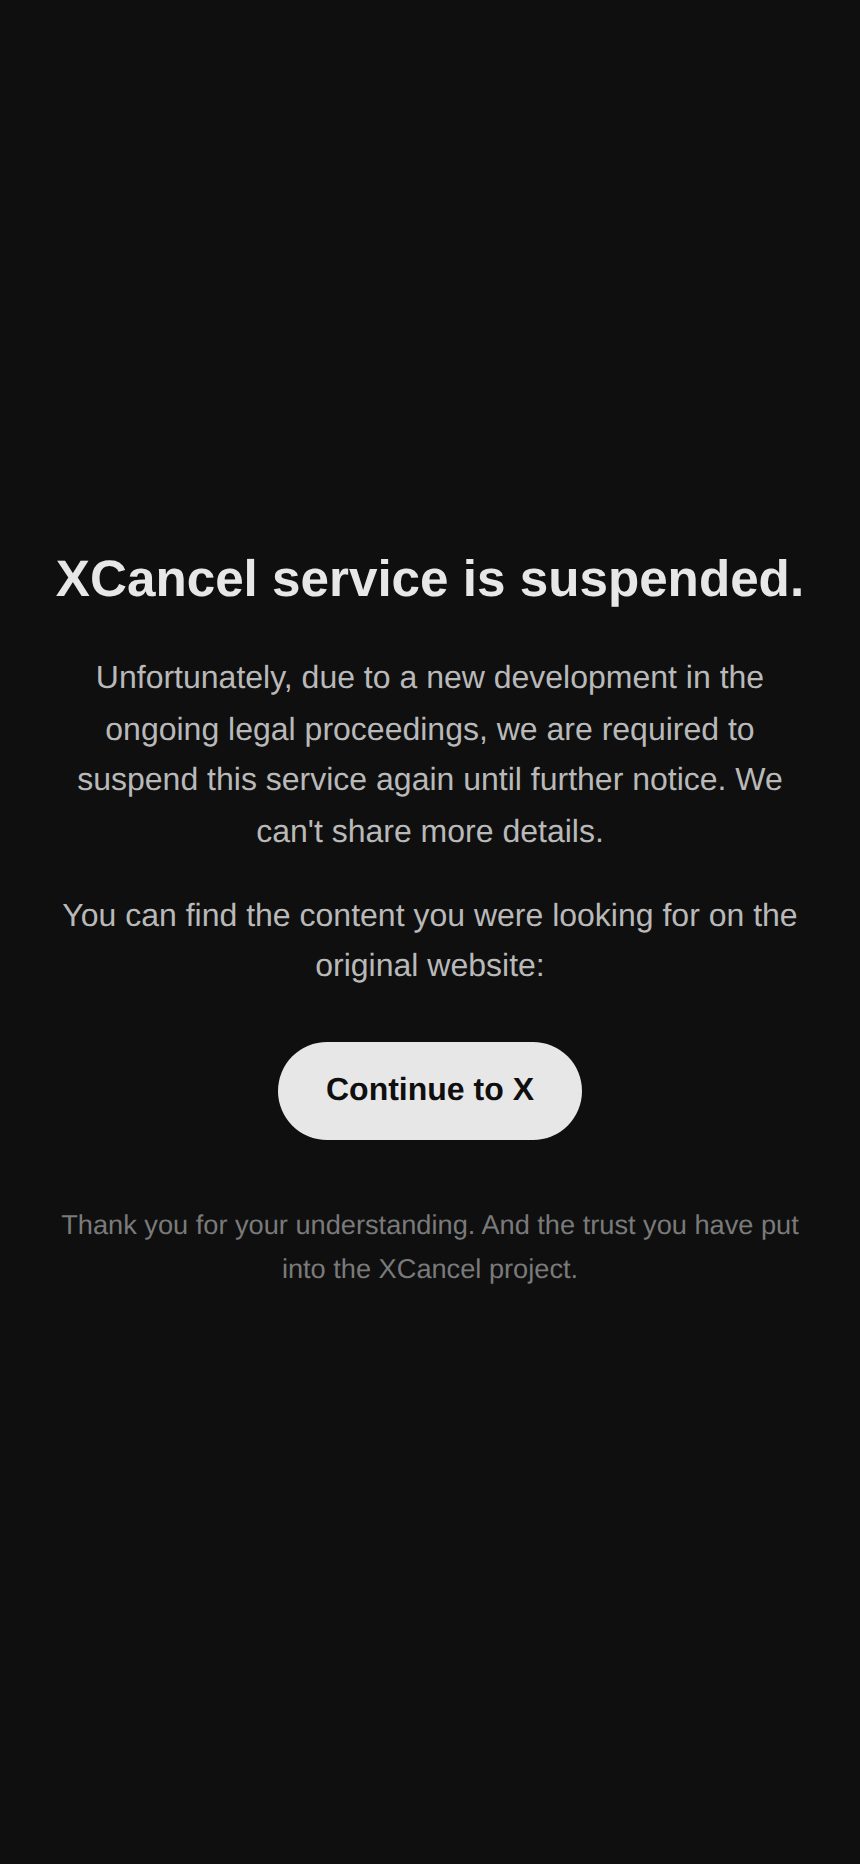 XCancel service is suspended.
Unfortunately, due to a new development in the
ongoing legal proceedings, we are required to
suspend this service again until further notice. We
can't share more details.
You can find the content you were looking for on the
original website:
Continue to X
Thank you for your understanding. And the trust you have put
into the XCancel project.